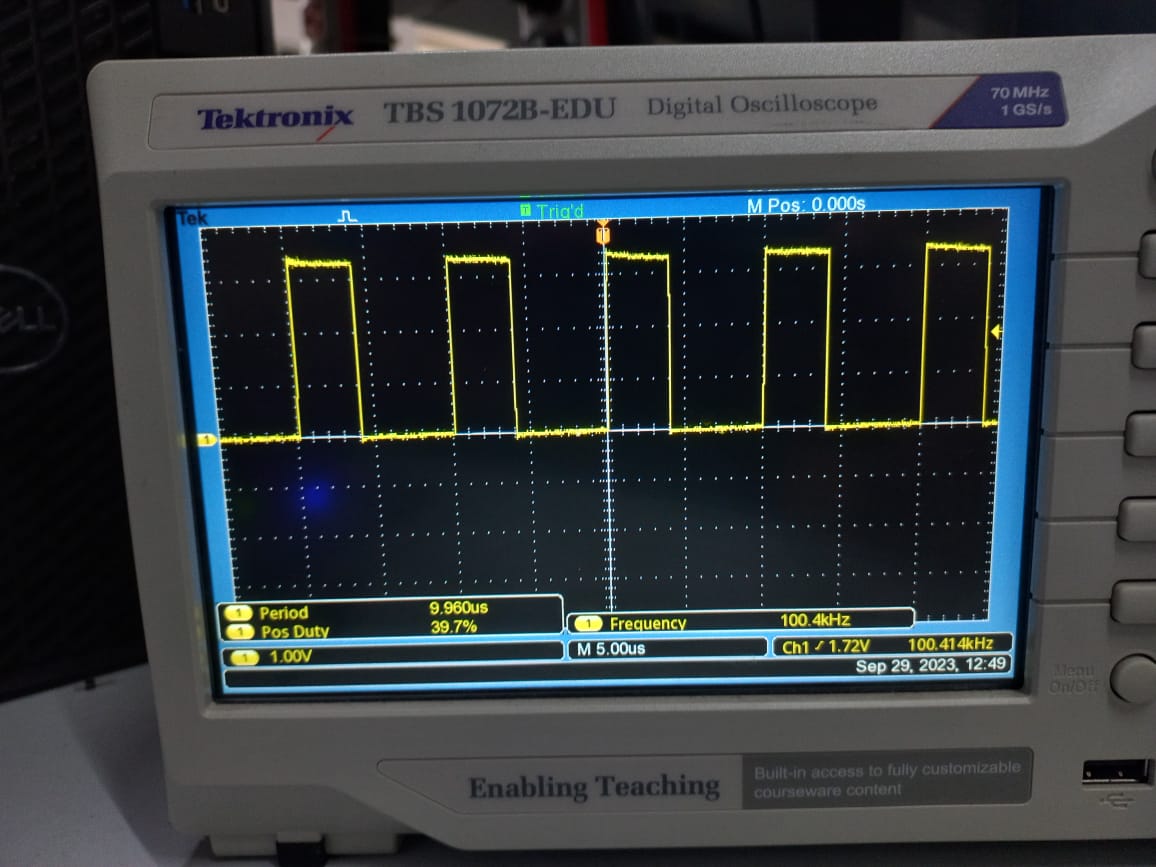 Tektronix TBS 1072B-EDU Digital Oscilloscope
70 MHz
1 GS/s
Tek T Trig'd M Pos: 0.000s
T
1
1 Period 9.960us
1 Pos Duty 39.7%
1 Frequency 100.4kHz
1 1.00V
M 5.00us
Ch1 / 1.72V 100.414kHz
Sep 29, 2023, 12:49
Menu
On/Off
Enabling Teaching
Built-in access to fully customizable
courseware content
DELL